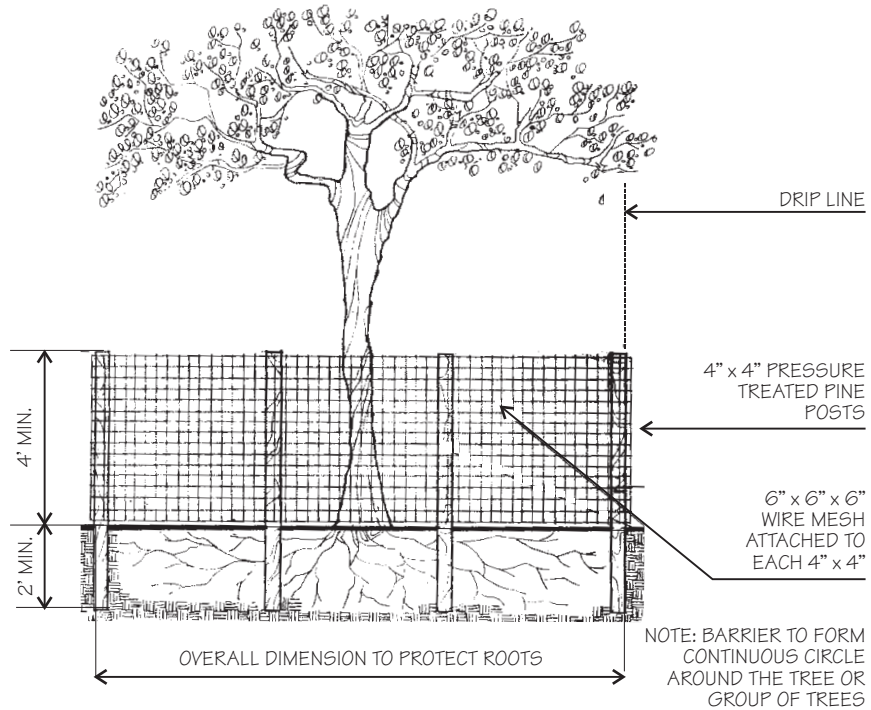 DRIP LINE
4” x 4” PRESSURE
TREATED PINE
POSTS
4’ MIN.
6” x 6” x 6”
WIRE MESH
ATTACHED TO
EACH 4” x 4”
2’ MIN.
OVERALL DIMENSION TO PROTECT ROOTS
NOTE: BARRIER TO FORM
CONTINUOUS CIRCLE
AROUND THE TREE OR
GROUP OF TREES